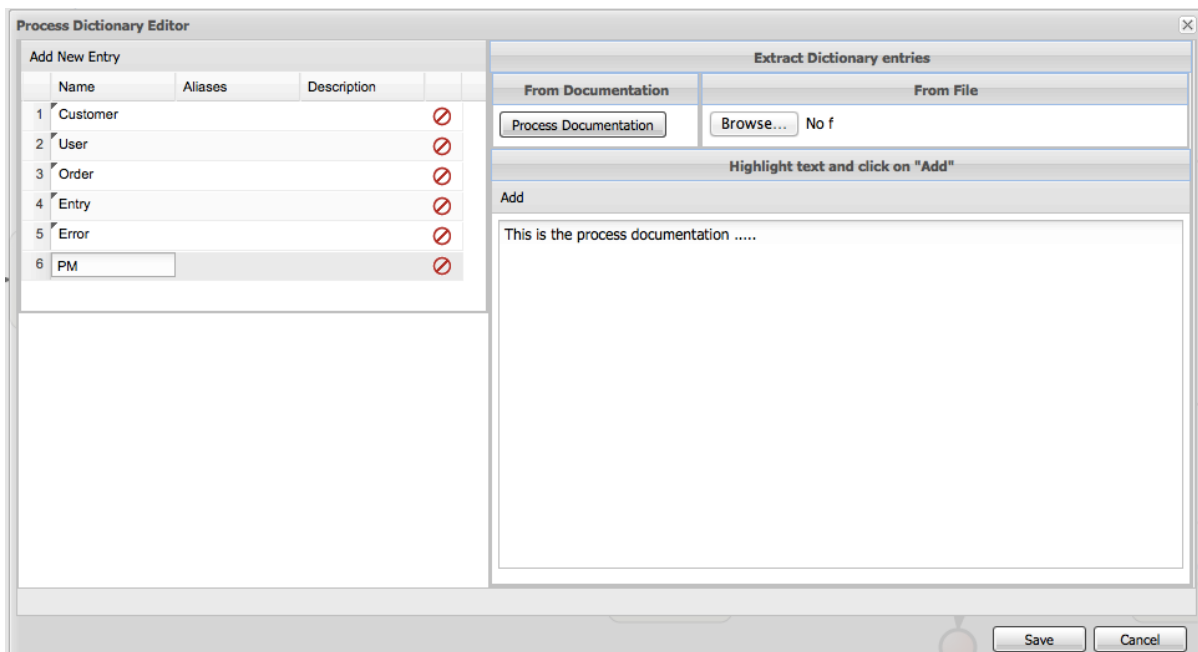 Process Dictionary Editor
Add New Entry
Name Aliases Description
1 Customer
2 User
3 Order
4 Entry
5 Error
6 PM
Extract Dictionary entries
From Documentation From File
Process Documentation Browse... No f
Highlight text and click on "Add"
Add
This is the process documentation .....
Save Cancel